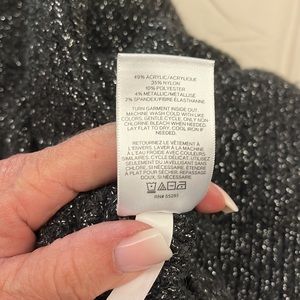 49% ACRYLIC/ACRYLIQUE
35% NYLON
10% POLYESTER
4% METALLIC/METALLISÉ
2% SPANDEX/FIBRE ÉLASTHANNE
TURN GARMENT INSIDE OUT.
MACHINE WASH COLD WITH LIKE
COLORS, GENTLE CYCLE. ONLY NON-
CHLORINE BLEACH WHEN NEEDED.
LAY FLAT TO DRY. COOL IRON IF
NEEDED.
RETOURNER LE VÊTEMENT À
L'ENVERS. LAVER À LA MACHINE
À L'EAU FROIDE AVEC COULEURS
SIMILAIRES, CYCLE DÉLICAT. UTILISEZ
SEULEMENT DU JAVELLISANT SANS
CHLORE, SI NÉCESSAIRE. ÉTENDRE
À PLAT POUR SÉCHER. REPASSAGE
DOUX, SI NÉCESSAIRE.
RN# 55285